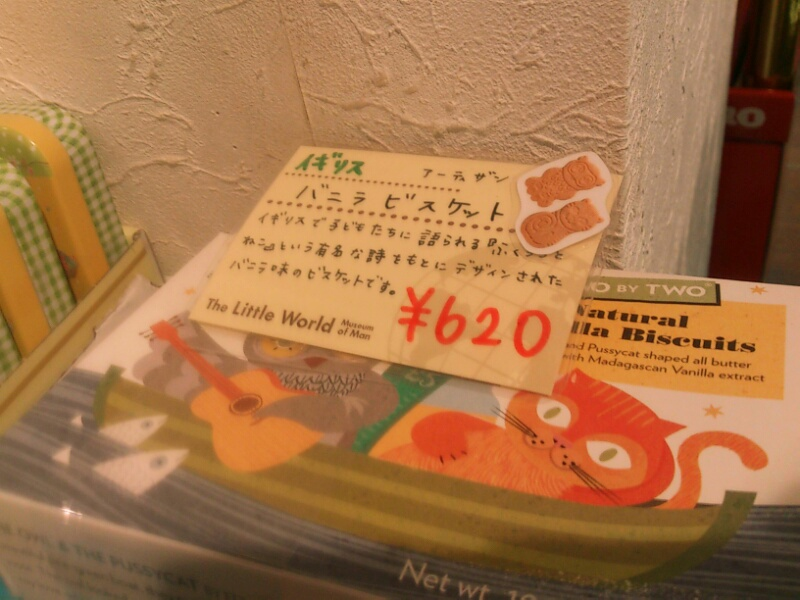 イギリス
アーティザン
バニラ ビスケット
イギリスで子どもたちに語られる『ふくろうと
ねこ』という有名な詩をもとにデザインされた
バニラ味のビスケットです。
The Little World Museum of Man
¥620
O BY TWO
Natural
lla Biscuits
nd Pussycat shaped all butter
with Madagascan Vanilla extract
& THE PUSSYCAT
Net wt.
RO